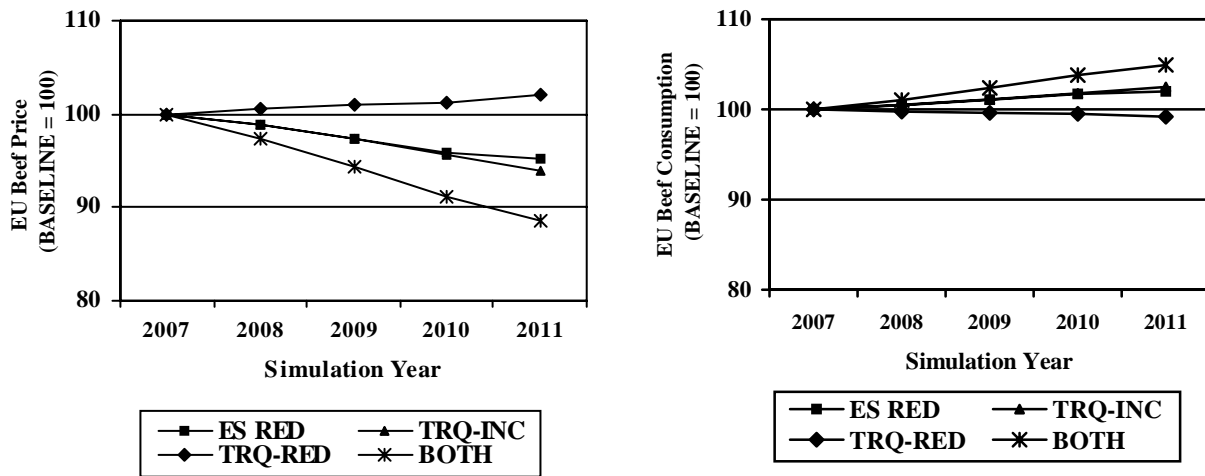 EU Beef Price
(BASELINE = 100)
110
100
90
80
2007 2008 2009 2010 2011
Simulation Year
ES RED TRQ-INC
TRQ-RED BOTH
EU Beef Consumption
(BASELINE = 100)
110
100
90
80
2007 2008 2009 2010 2011
Simulation Year
ES RED TRQ-INC
TRQ-RED BOTH